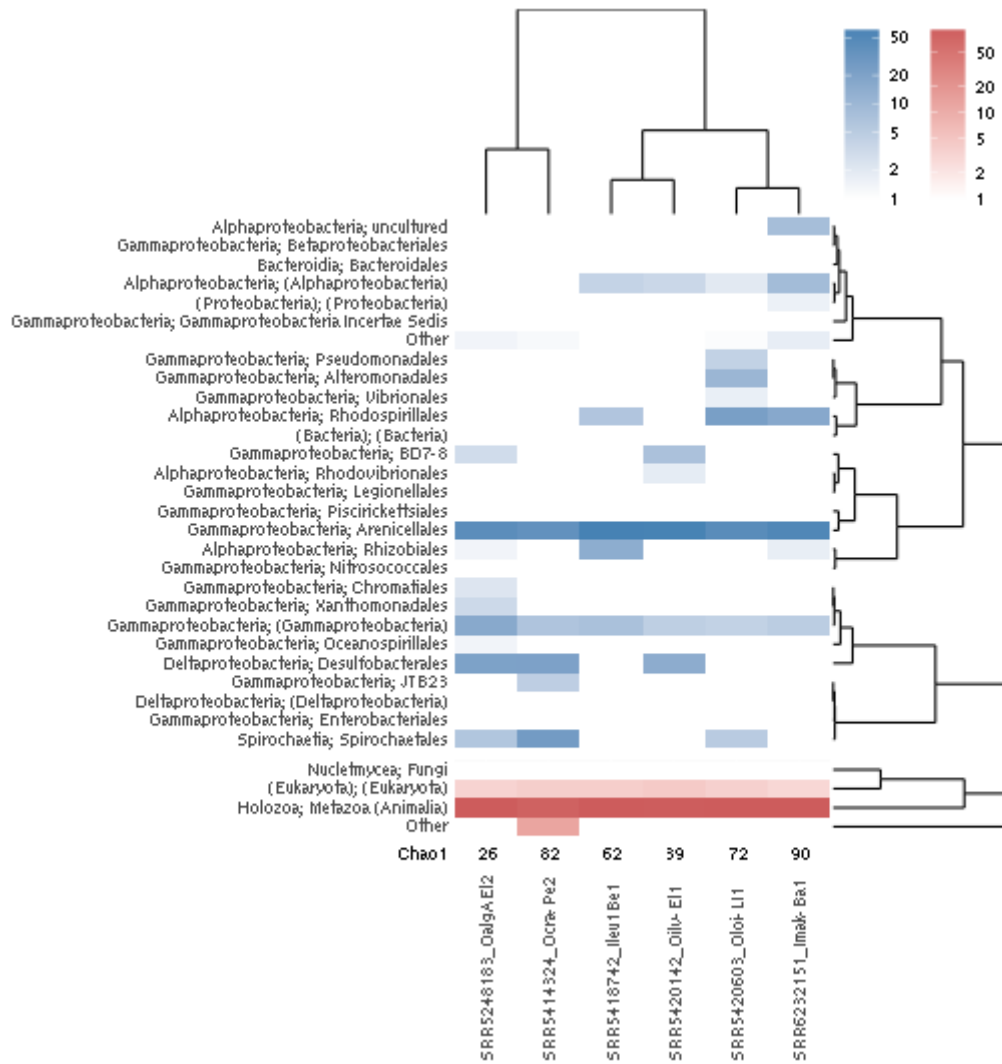 50
20
10
5
2
1
50
20
10
5
2
1
Alphaproteobacteria; uncultured
Gammaproteobacteria; Betaproteobacteriales
Bacteroidia; Bacteroidales
Alphaproteobacteria; (Alphaproteobacteria)
(Proteobacteria); (Proteobacteria)
Gammaproteobacteria; Gammaproteobacteria Incertae Sedis
Other
Gammaproteobacteria; Pseudomonadales
Gammaproteobacteria; Alteromonadales
Gammaproteobacteria; Vibrionales
Alphaproteobacteria; Rhodospirillales
(Bacteria); (Bacteria)
Gammaproteobacteria; BD7-8
Alphaproteobacteria; Rhodovibrionales
Gammaproteobacteria; Legionellales
Gammaproteobacteria; Piscirickettsiales
Gammaproteobacteria; Arenicellales
Alphaproteobacteria; Rhizobiales
Gammaproteobacteria; Nitrosococcales
Gammaproteobacteria; Chromatiales
Gammaproteobacteria; Xanthomonadales
Gammaproteobacteria; (Gammaproteobacteria)
Gammaproteobacteria; Oceanospirillales
Deltaproteobacteria; Desulfobacterales
Gammaproteobacteria; JTB23
Deltaproteobacteria; (Deltaproteobacteria)
Gammaproteobacteria; Enterobacteriales
Spirochaetia; Spirochaetales
Nucletmycea; Fungi
(Eukaryota); (Eukaryota)
Holozoa; Metazoa (Animalia)
Other
Chao1 26 82 62 39 72 90
SRR5248183_OalgAEl2
SRR5414324_Ocra-Pe2
SRR5418742_Ileu1Be1
SRR5420142_Oilv-El1
SRR5420603_Oloi-LI1
SRR6232151_Imak-Ba1